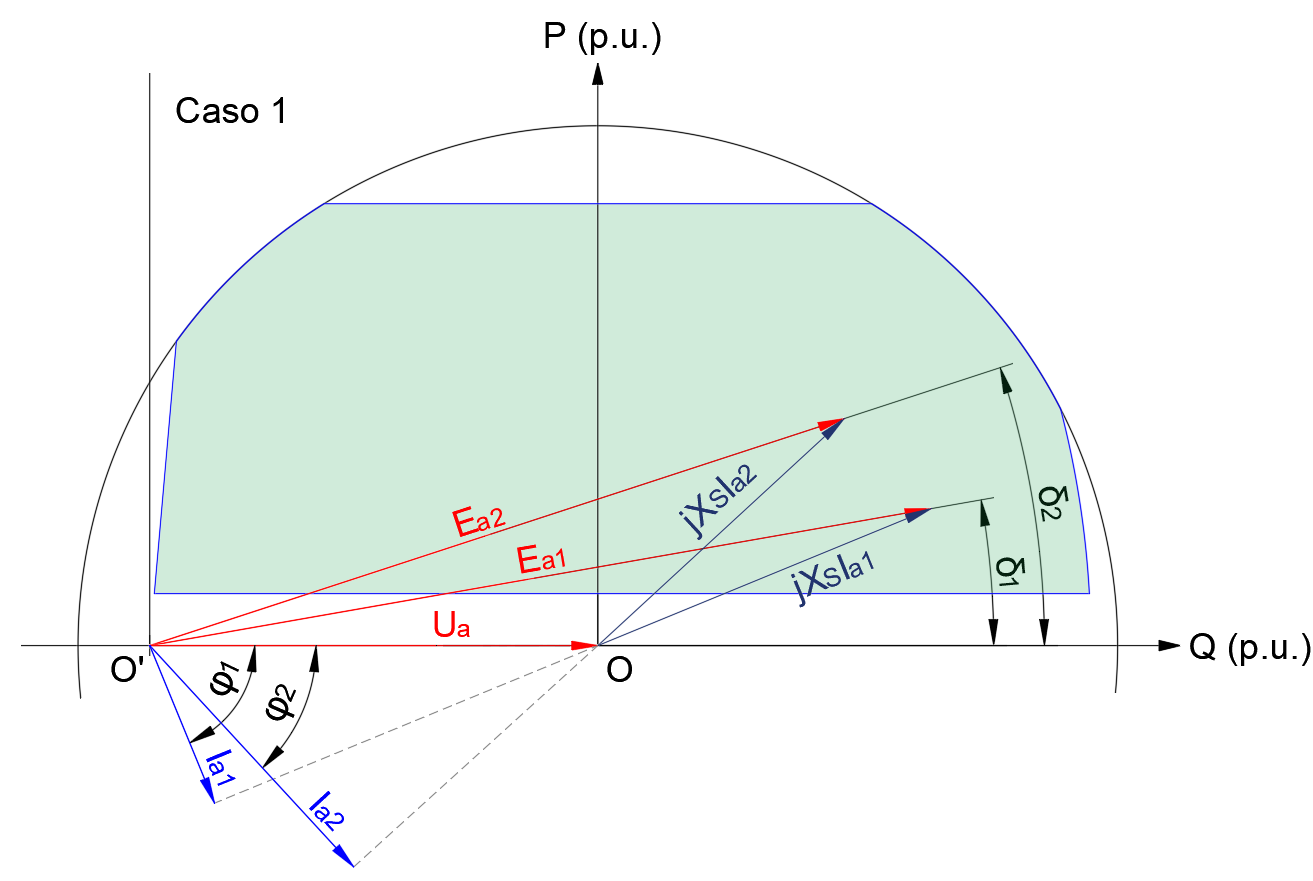 P (p.u.)
Caso 1
Ea2
jXSIa2
δ2
Ea1
jXSIa1
δ1
Ua
O'
O
Q (p.u.)
φ1
φ2
Ia1
Ia2